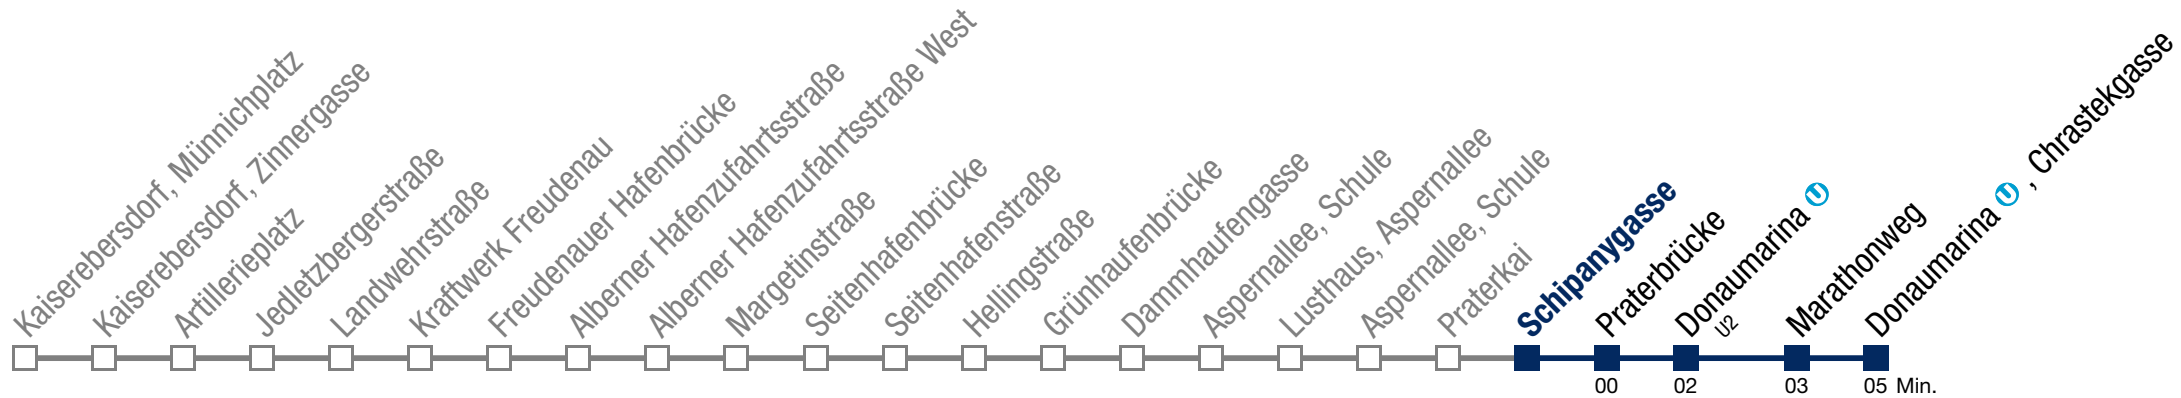 Kaiserebersdorf, Münnichplatz
Kaiserebersdorf, Zinnergasse
Artillerieplatz
Jedletzbergerstraße
Landwehrstraße
Kraftwerk Freudenau
Freudenauer Hafenbrücke
Alberner Hafenzufahrtsstraße
Alberner Hafenzufahrtsstraße West
Margetinstraße
Seitenhafenbrücke
Seitenhafenstraße
Hellingstraße
Grünhaufenbrücke
Dammhaufengasse
Aspernallee, Schule
Lusthaus, Aspernallee
Aspernallee, Schule
Praterkai
Schipanygasse
Praterbrücke
Donaumarina U
U2
Marathonweg
Donaumarina U , Chrastekgasse
00 02 03 05 Min.